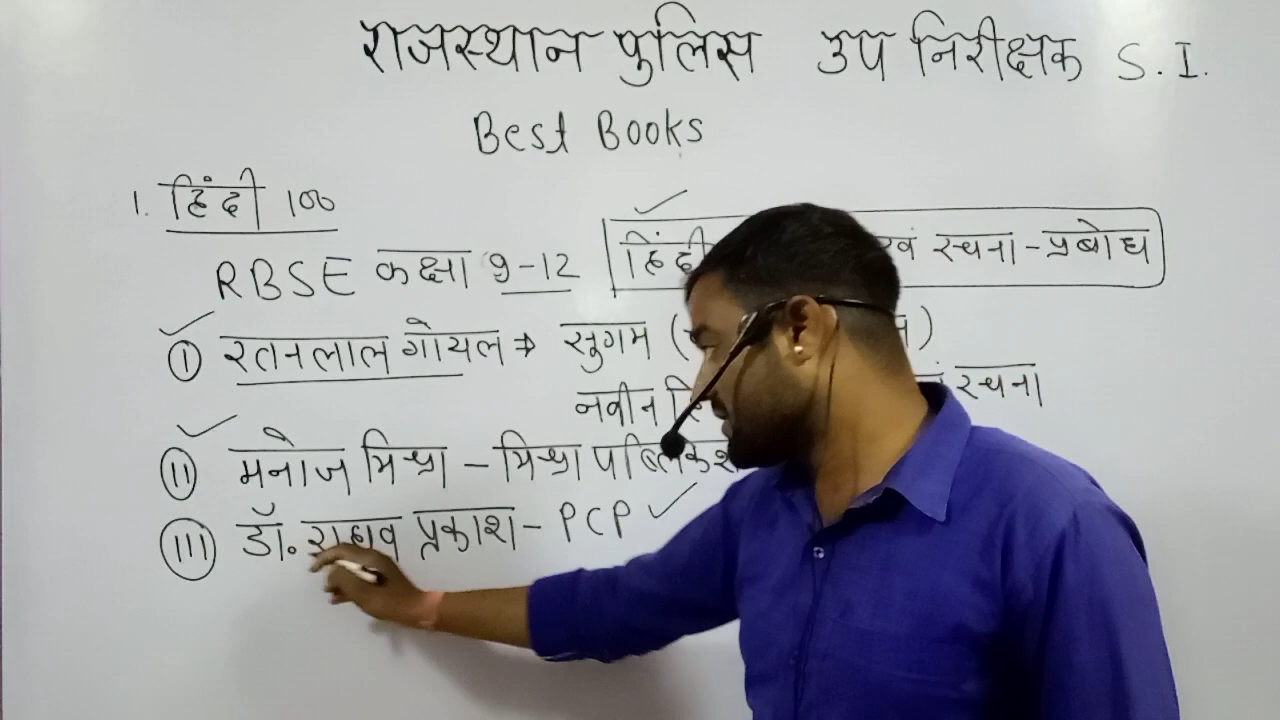 राजस्थान पुलिस उप निरीक्षक S. I.
Best Books
1. हिंदी 100
RBSE कक्षा 9-12 हिंदी एवं रचना-प्रबोध
I रतनलाल गोयल ⇒ सुगम (
नवीन रचना
II मनोज मिश्रा - मिश्रा
III डॉ. राघव प्रकाश - PCP